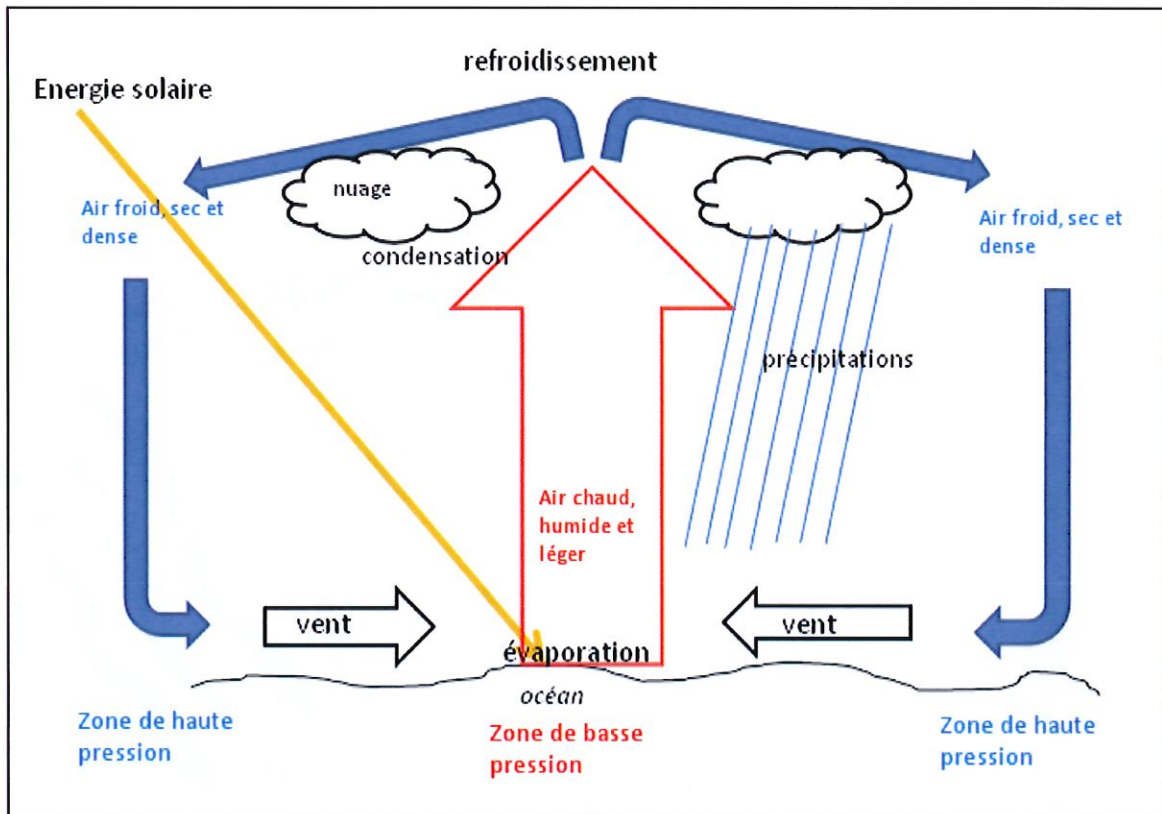 refroidissement
Energie solaire
nuage
Air froid, sec et
dense
condensation
Air froid, sec et
dense
précipitations
Air chaud,
humide et
léger
vent
vent
évaporation
océan
Zone de haute
pression
Zone de basse
pression
Zone de haute
pression